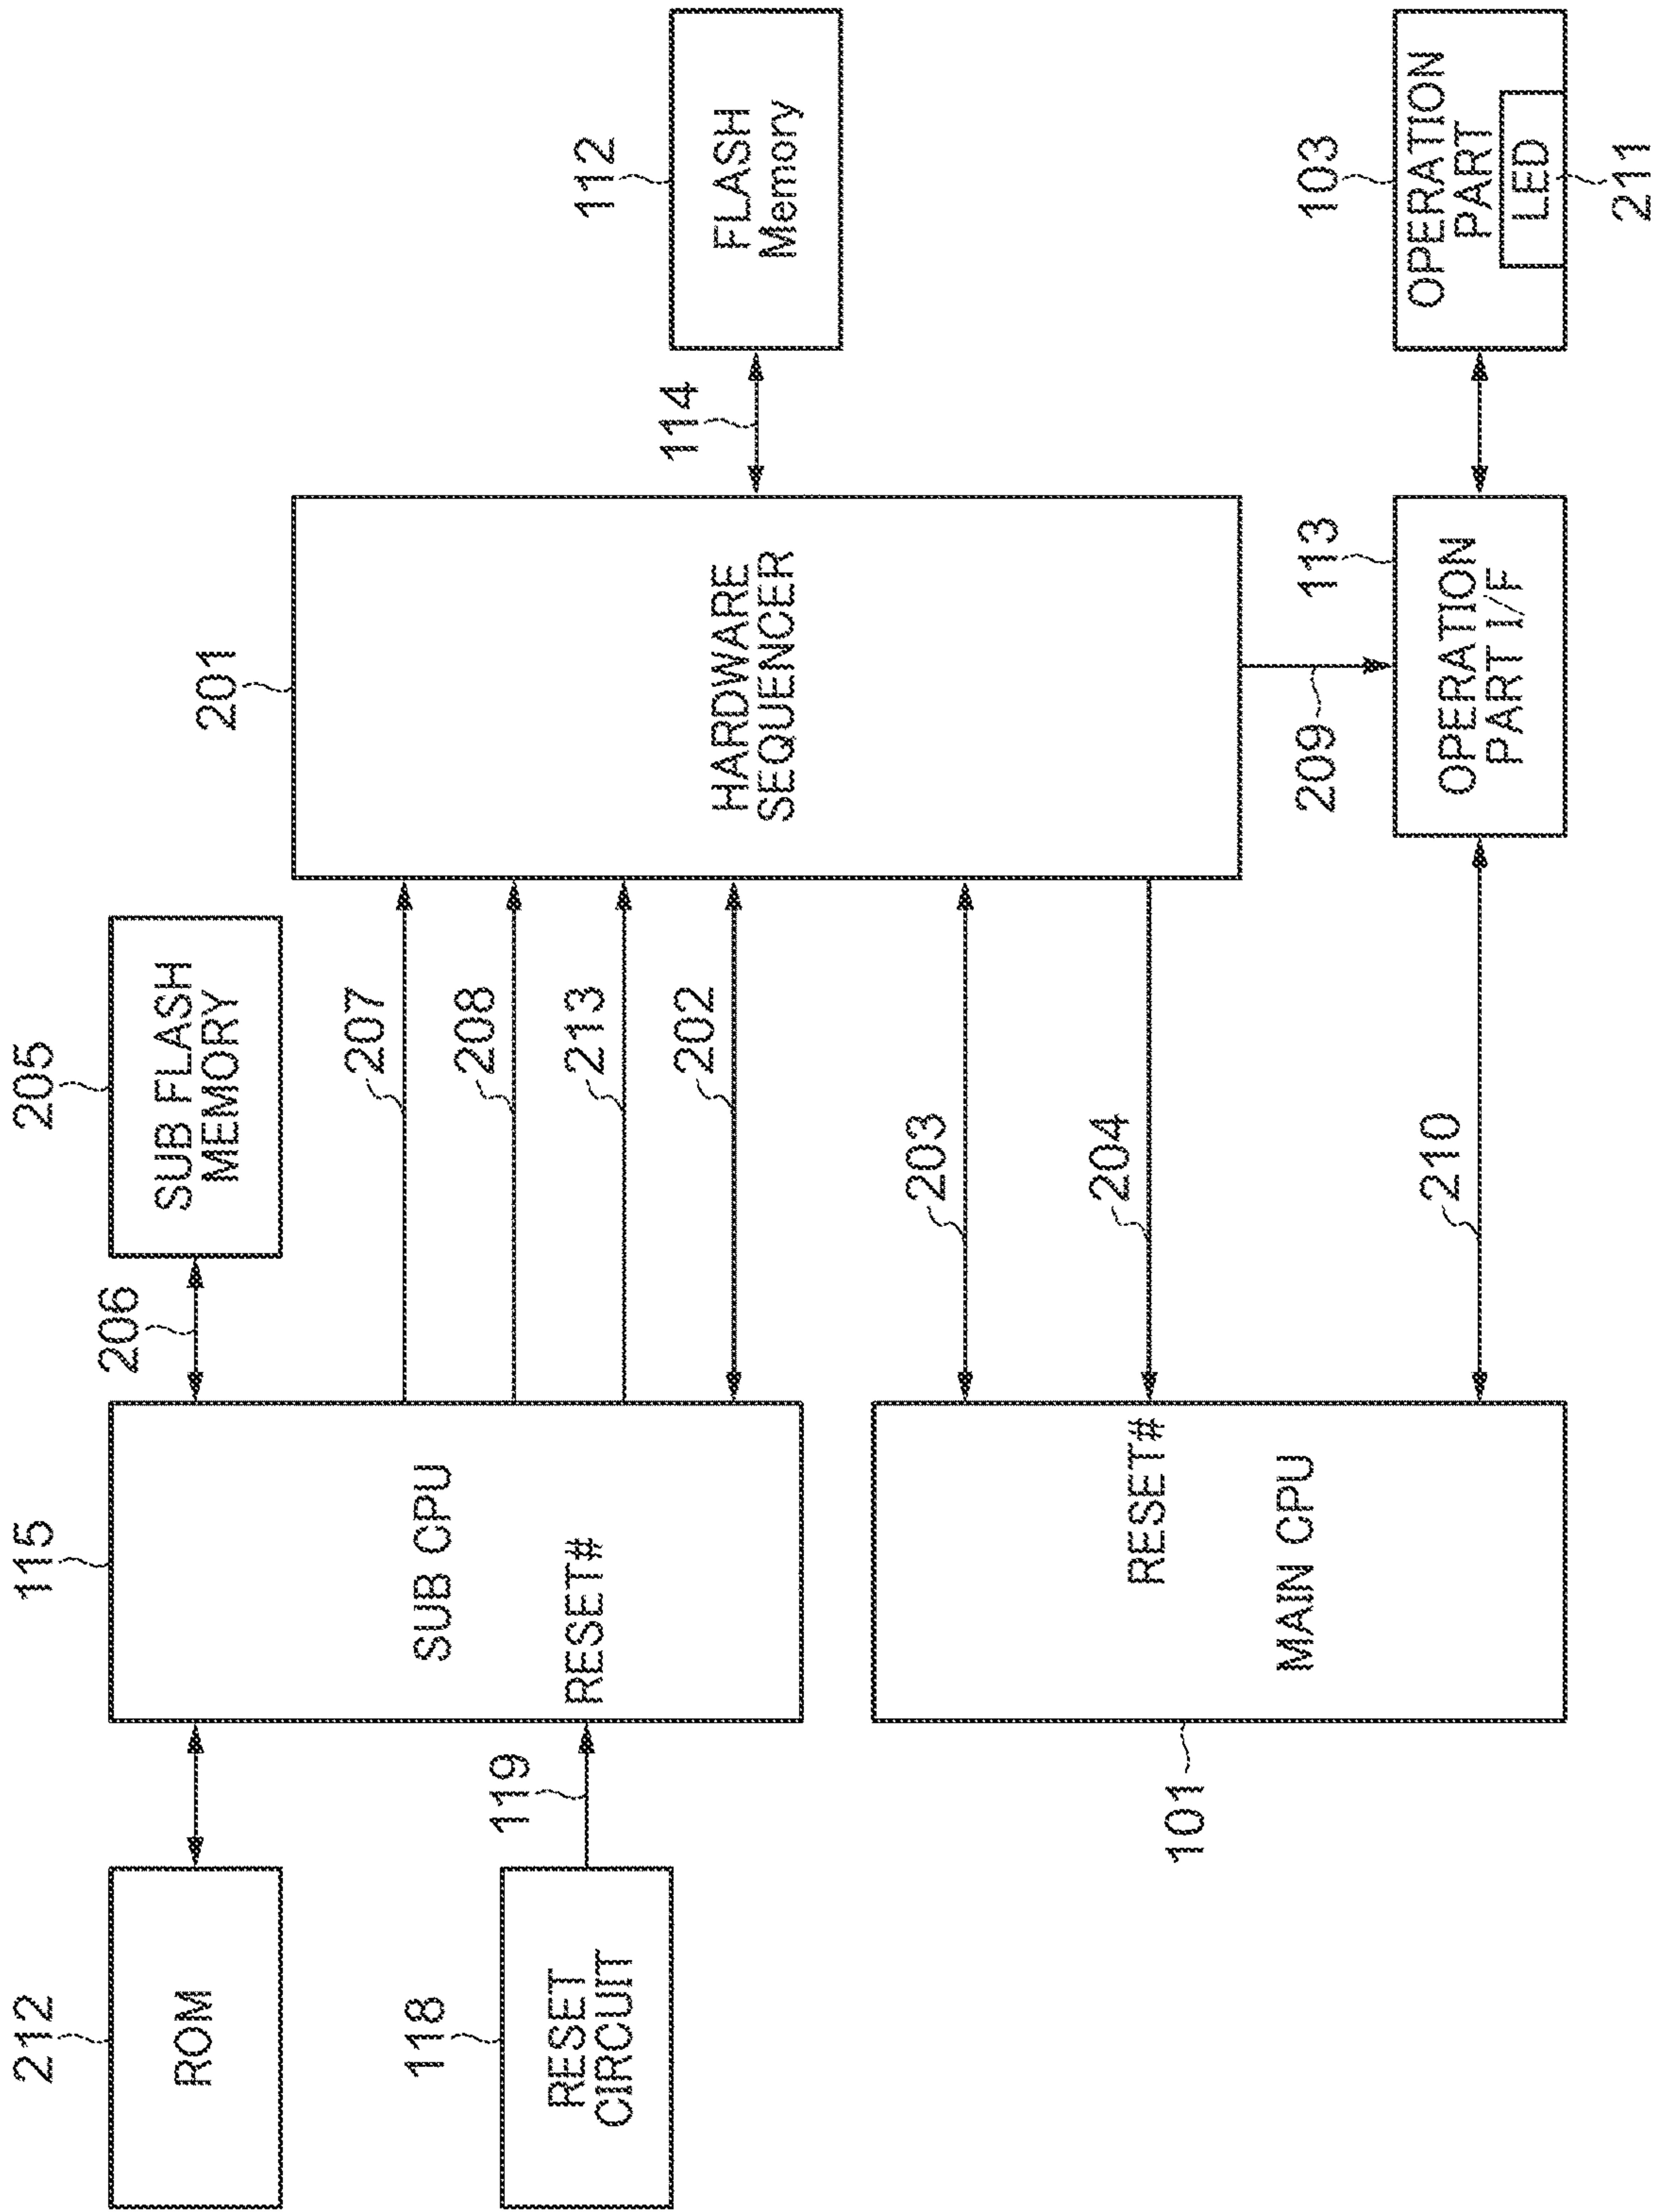 212
ROM
118
RESET
CIRCUIT
119
115
SUB CPU
RESET#
101
RESET#
MAIN CPU
206
205
SUB FLASH
MEMORY
207
208
213
202
203
204
210
201
HARDWARE
SEQUENCER
209
113
OPERATION
PART I/F
114
112
FLASH
Memory
103
OPERATION
PART
LED
211